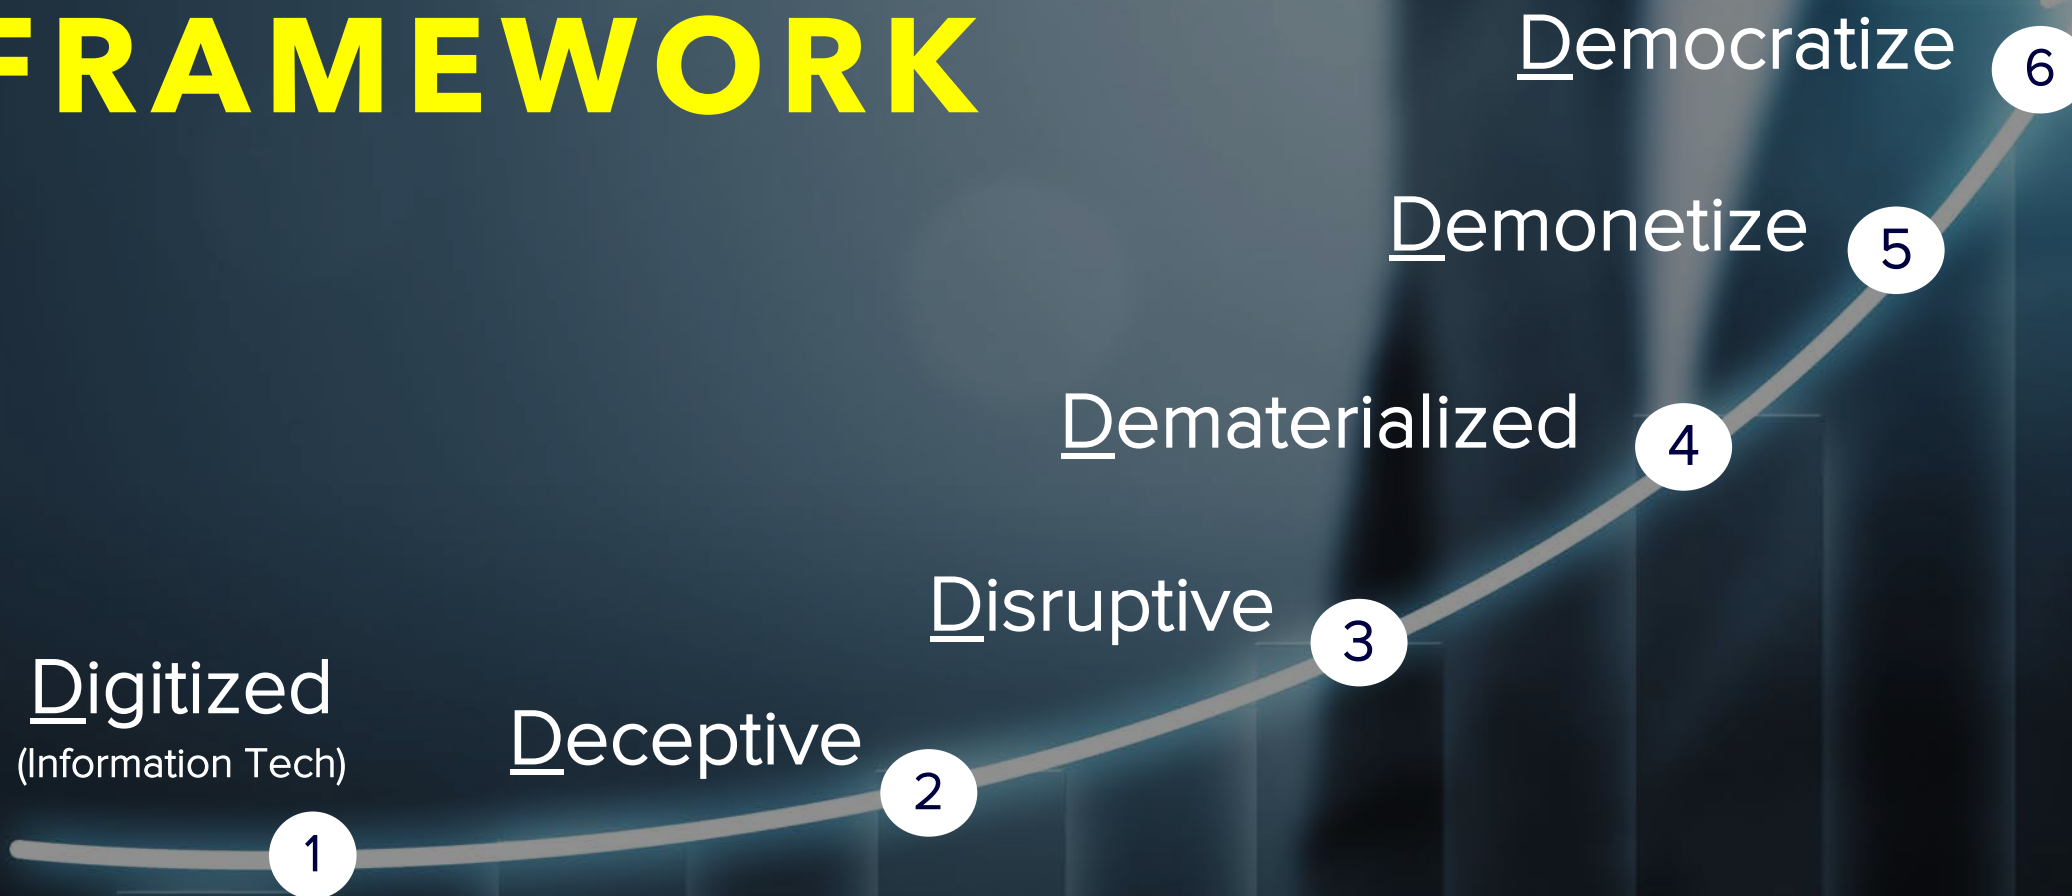 FRAMEWORK
Democratize
6
Demonetize
5
Dematerialized
4
Disruptive
3
Digitized
(Information Tech)
1
Deceptive
2